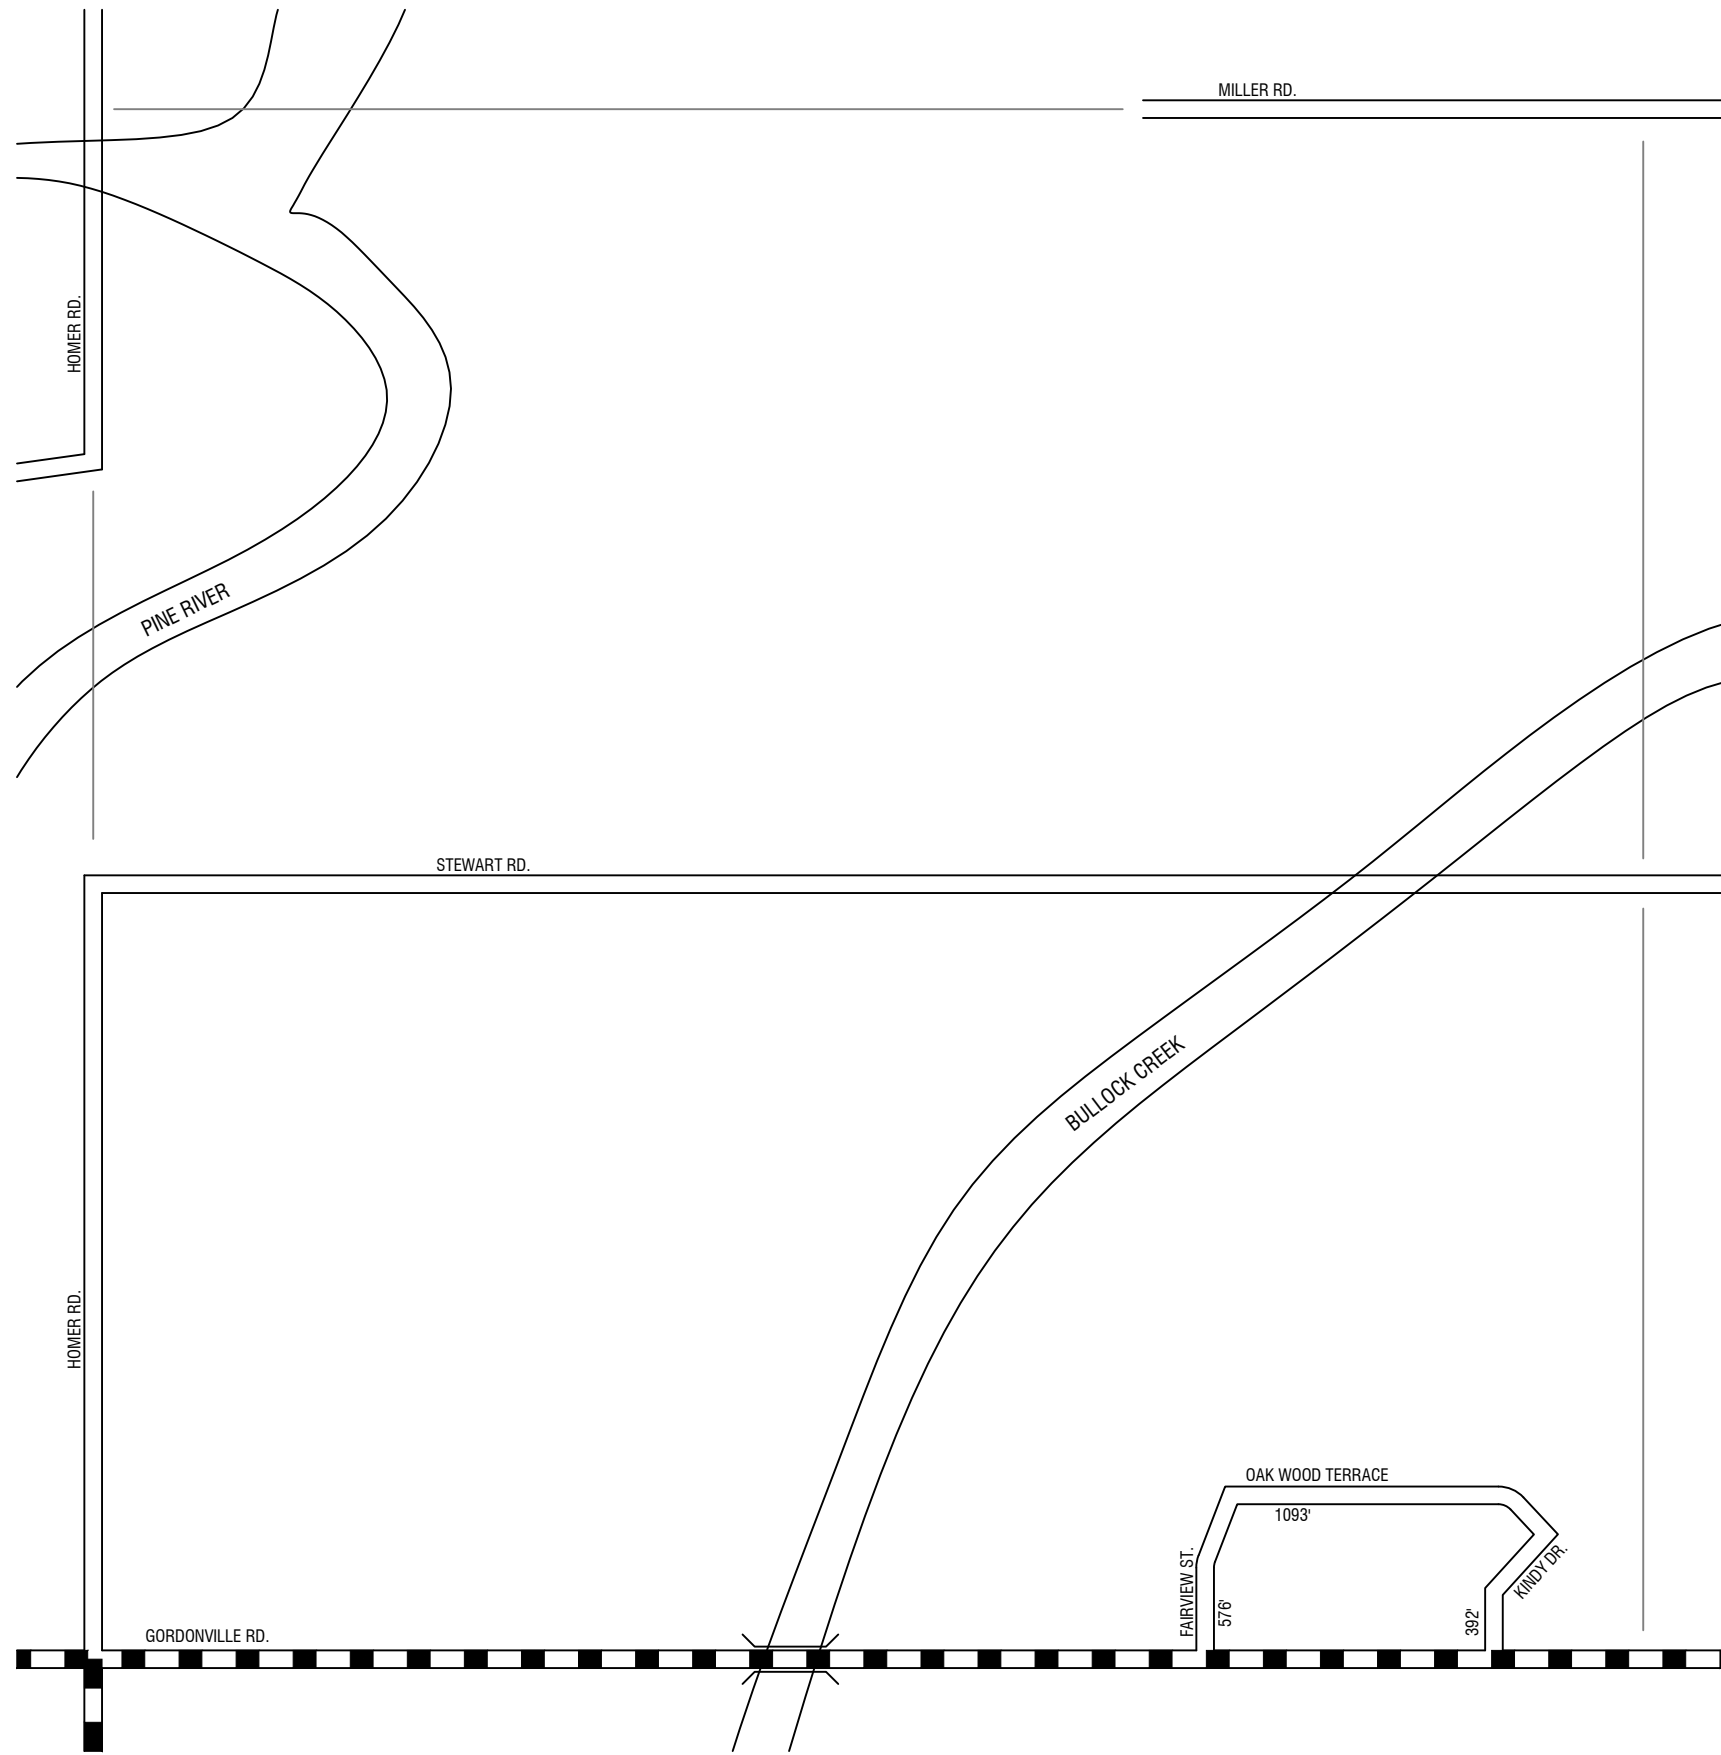 MILLER RD.
HOMER RD.
PINE RIVER
STEWART RD.
BULLOCK CREEK
HOMER RD.
OAK WOOD TERRACE
1093'
FAIRVIEW ST.
576'
392'
KINDY DR.
GORDONVILLE RD.